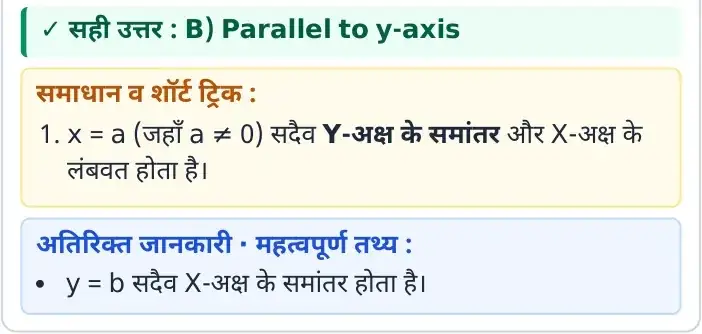 ✓ सही उत्तर : B) Parallel to y-axis
समाधान व शॉर्ट ट्रिक :
1. x = a (जहाँ a ≠ 0) सदैव Y-अक्ष के समांतर और X-अक्ष के
लंबवत होता है।
अतिरिक्त जानकारी · महत्वपूर्ण तथ्य :
• y = b सदैव X-अक्ष के समांतर होता है।